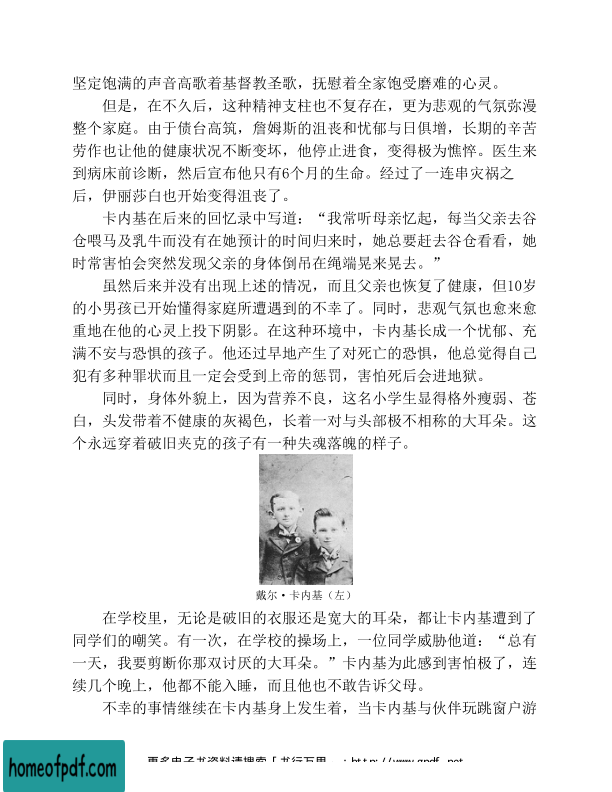 坚定饱满的声音高歌着基督教圣歌，抚慰着全家饱受磨难的心灵。
但是，在不久后，这种精神支柱也不复存在，更为悲观的气氛弥漫
整个家庭。由于债台高筑，詹姆斯的沮丧和忧郁与日俱增，长期的辛苦
劳作也让他的健康状况不断变坏，他停止进食，变得极为憔悴。医生来
到病床前诊断，然后宣布他只有6个月的生命。经过了一连串灾祸之
后，伊丽莎白也开始变得沮丧了。
卡内基在后来的回忆录中写道：“我常听母亲忆起，每当父亲去谷
仓喂马及乳牛而没有在她预计的时间归来时，她总要赶去谷仓看看，她
时常害怕会突然发现父亲的身体倒吊在绳端晃来晃去。”
虽然后来并没有出现上述的情况，而且父亲也恢复了健康，但10岁
的小男孩已开始懂得家庭所遭遇到的不幸了。同时，悲观气氛也愈来愈
重地在他的心灵上投下阴影。在这种环境中，卡内基长成一个忧郁、充
满不安与恐惧的孩子。他还过早地产生了对死亡的恐惧，他总觉得自己
犯有多种罪状而且一定会受到上帝的惩罚，害怕死后会进地狱。
同时，身体外貌上，因为营养不良，这名小学生显得格外瘦弱、苍
白，头发带着不健康的灰褐色，长着一对与头部极不相称的大耳朵。这
个永远穿着破旧夹克的孩子有一种失魂落魄的样子。
戴尔·卡内基（左）
在学校里，无论是破旧的衣服还是宽大的耳朵，都让卡内基遭到了
同学们的嘲笑。有一次，在学校的操场上，一位同学威胁他道：“总有
一天，我要剪断你那双讨厌的大耳朵。”卡内基为此感到害怕极了，连
续几个晚上，他都不能入睡，而且他也不敢告诉父母。
不幸的事情继续在卡内基身上发生着，当卡内基与伙伴玩跳窗户游
更多电子书资料请搜索「书行万里
homeofpdf.com